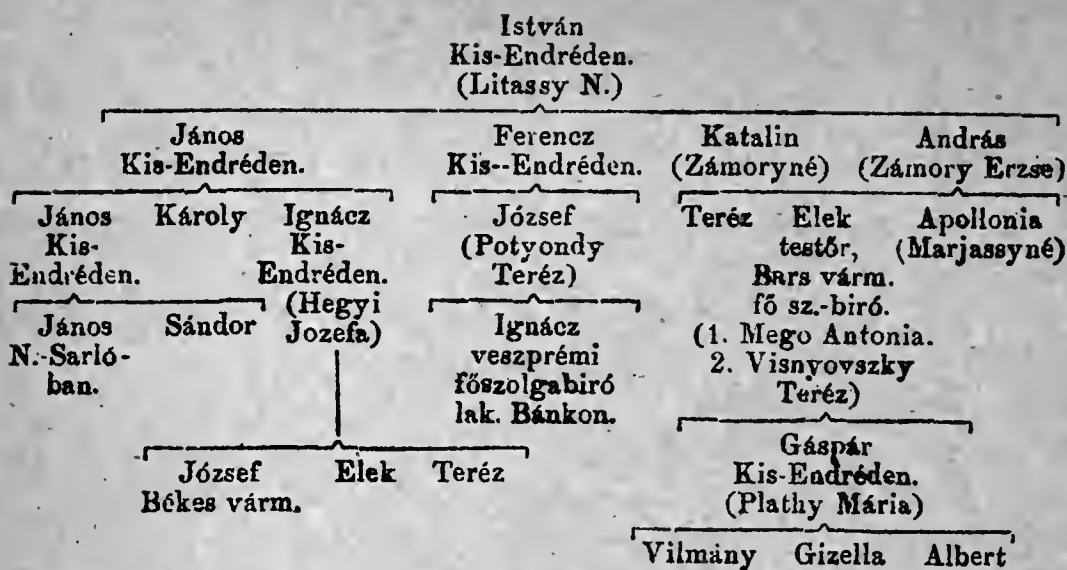 István
Kis-Endréden.
(Litassy N.)
János Ferencz Katalin András
Kis-Endréden. Kis--Endréden. (Zámoryné) (Zámory Erzse)
János Károly Ignácz József Teréz Elek Apollonia
Kis- Kis- (Potyondy testőr, (Marjassyné)
Endréden. Endréden. Teréz) Bars várm.
(Hegyi fő sz.-biró.
János Sándor Jozefa) Ignácz (1. Mego Antonia.
N.-Sarló- veszprémi 2. Visnyovszky
ban. főszolgabiró Teréz)
lak. Bánkon.
Gáspár
József Elek Teréz Kis-Endréden.
Békes várm. (Plathy Mária)
Vilmány Gizella Albert